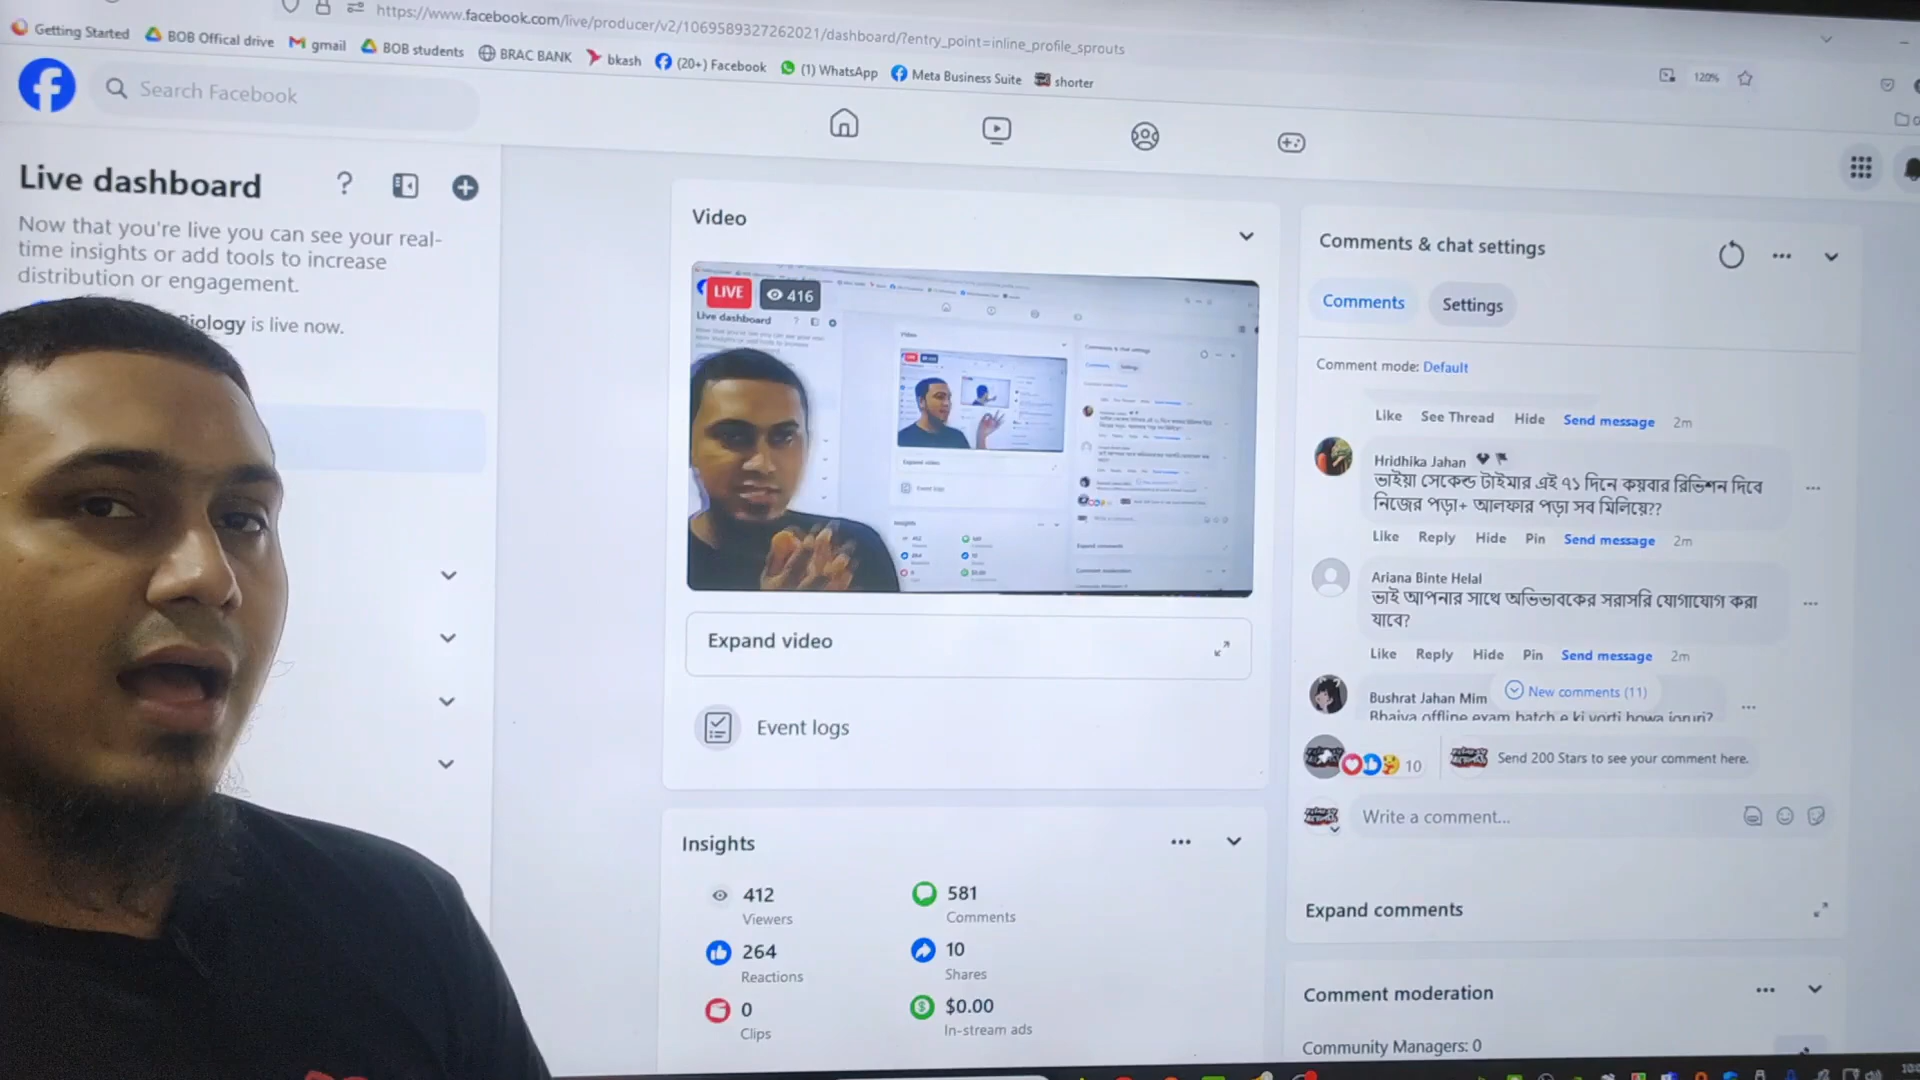 https://www.facebook.com/live/producer/v2/1069589327262021/dashboard/?entry_point=inline_profile_sprouts
120%
Getting Started
BOB Offical drive
gmail
BOB students
BRAC BANK
bkash
(20+) Facebook
(1) WhatsApp
Meta Business Suite
shorter
Search Facebook
Live dashboard
Now that you're live you can see your real-
time insights or add tools to increase
distribution or engagement.
Biology is live now.
Video
LIVE
416
Live dashboard
Expand video
Event logs
Insights
412
Viewers
581
Comments
264
Reactions
10
Shares
0
Clips
$0.00
In-stream ads
Comments & chat settings
Comments
Settings
Comment mode: Default
Like See Thread Hide Send message 2m
Hridhika Jahan
ভাইয়া সেকেন্ড টাইমার এই ৭১ দিনে কয়বার রিভিশন দিবে
নিজের পড়া+ আলফার পড়া সব মিলিয়ে??
Like Reply Hide Pin Send message 2m
Ariana Binte Helal
ভাই আপনার সাথে অভিভাবকের সরাসরি যোগাযোগ করা
যাবে?
Like Reply Hide Pin Send message 2m
Bushrat Jahan Mim
New comments (11)
Bhaiya offline exam batch e ki vorti howa joruri?
10
Send 200 Stars to see your comment here.
Write a comment...
Expand comments
Comment moderation
Community Managers: 0